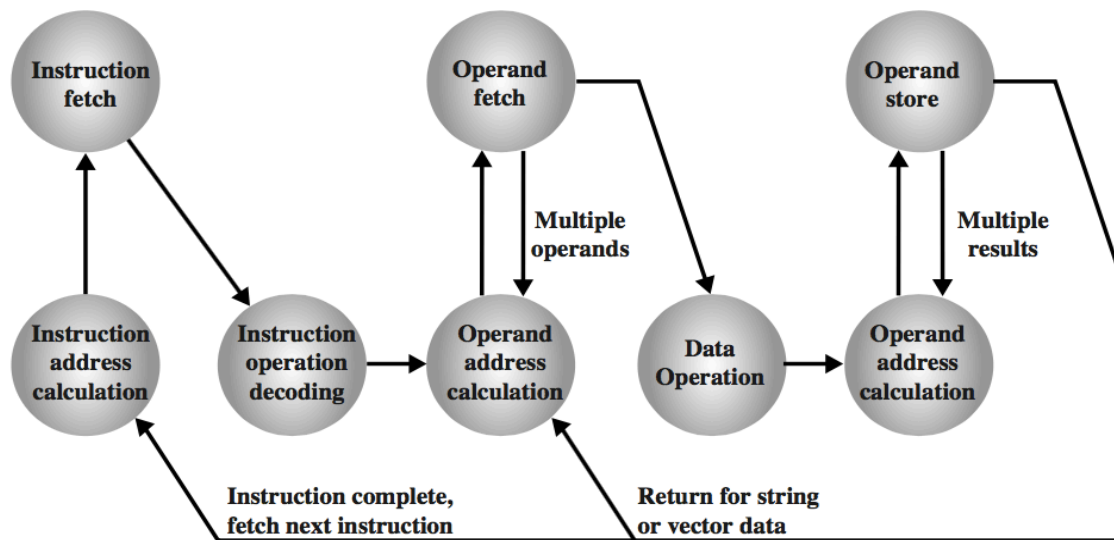 Instruction
fetch
Operand
fetch
Operand
store
Multiple
operands
Multiple
results
Instruction
address
calculation
Instruction
operation
decoding
Operand
address
calculation
Data
Operation
Operand
address
calculation
Instruction complete,
fetch next instruction
Return for string
or vector data